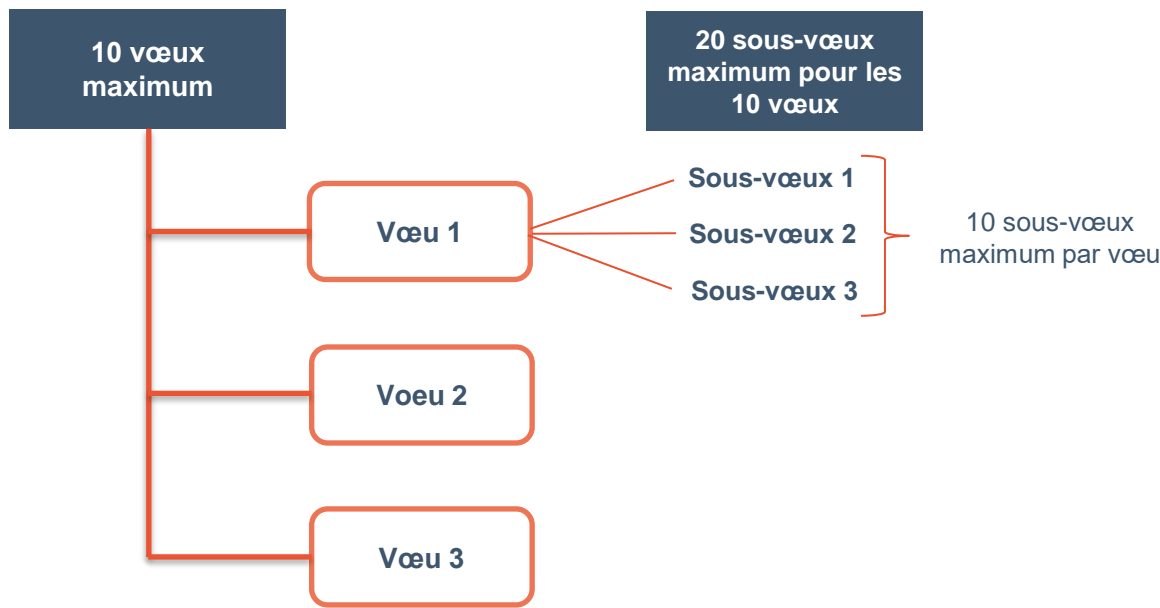 10 vœux
maximum
20 sous-vœux
maximum pour les
10 vœux
Vœu 1
Sous-vœux 1
Sous-vœux 2
Sous-vœux 3
10 sous-vœux
maximum par vœu
Voeu 2
Vœu 3